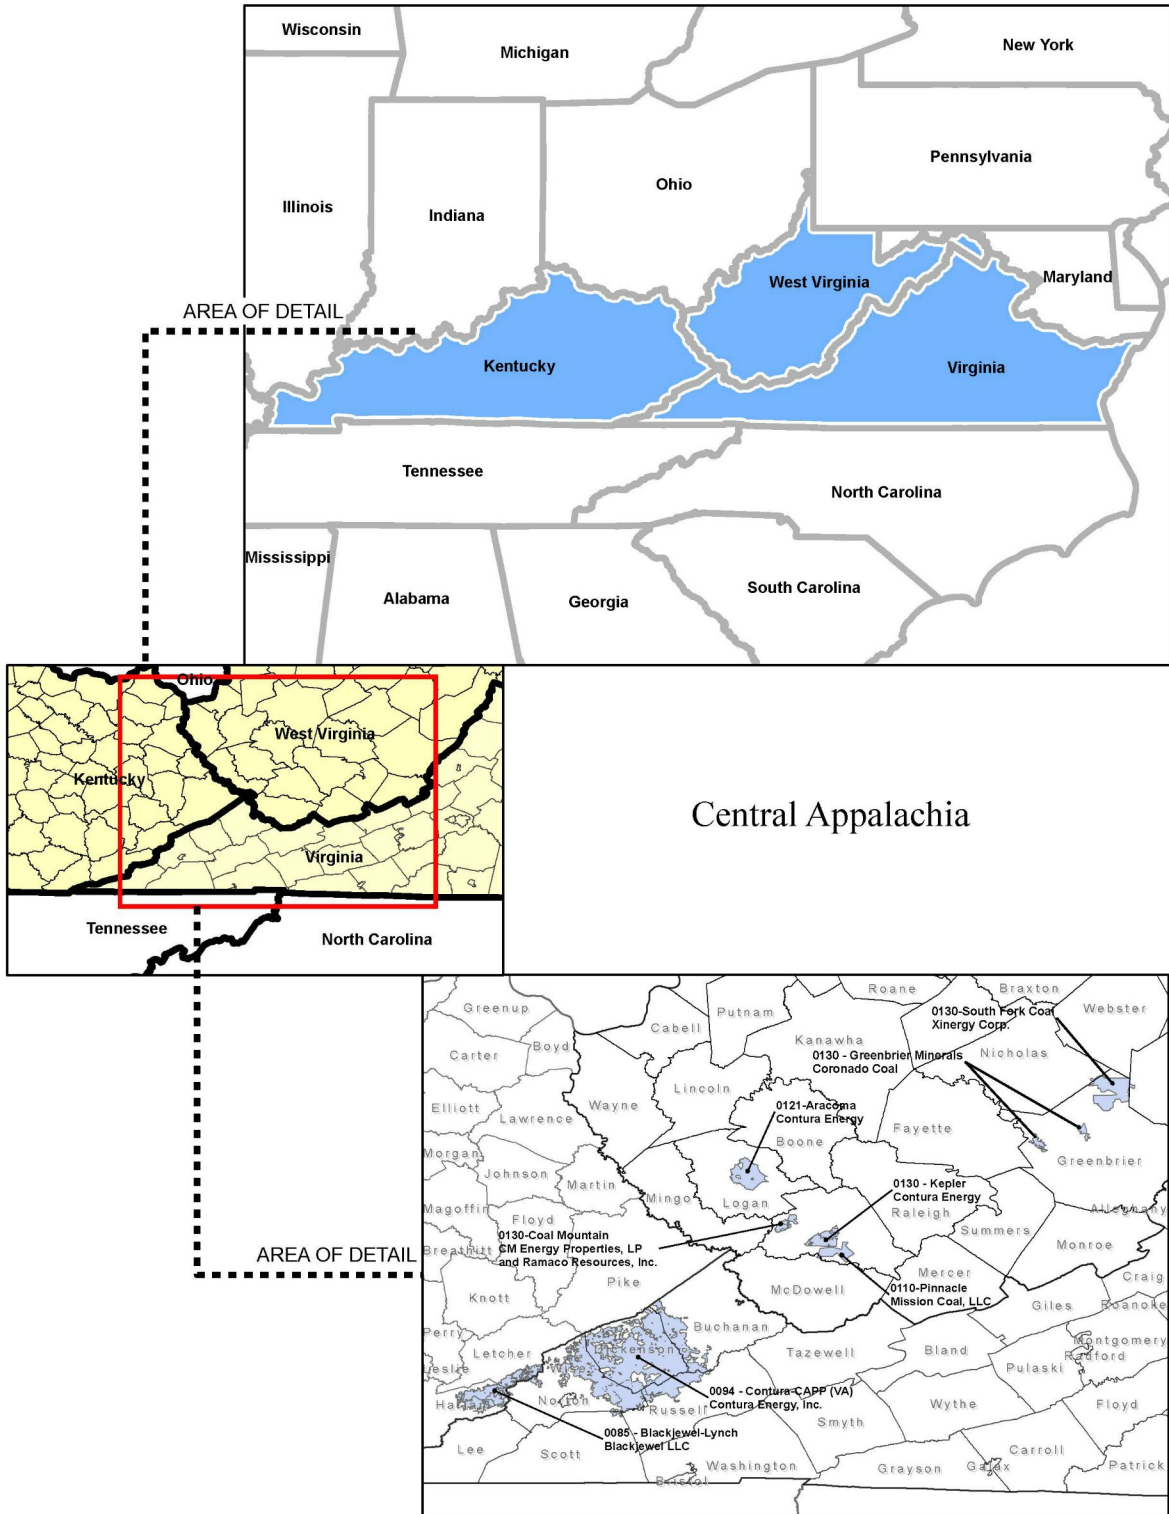 Wisconsin
Michigan
New York
Pennsylvania
Ohio
Illinois
Indiana
West Virginia
Maryland
AREA OF DETAIL
Kentucky
Virginia
Tennessee
North Carolina
Mississippi
Alabama
Georgia
South Carolina
Ohio
West Virginia
Kentucky
Virginia
Tennessee
North Carolina
Central Appalachia
AREA OF DETAIL
Greenup
Boyd
Carter
Elliott
Lawrence
Morgan
Johnson
Martin
Magoffin
Floyd
Breathitt
Pike
Knott
Perry
Letcher
Leslie
Harlan
Lee
Scott
Wise
Norton
Dickenson
Buchanan
Russell
Washington
Bristol
Smyth
Tazewell
Bland
Wythe
Grayson
Galax
Carroll
Patrick
Floyd
Pulaski
Radford
Montgomery
Giles
Roanoke
Craig
Alleghany
Monroe
Summers
Mercer
McDowell
Raleigh
Mingo
Logan
Boone
Wayne
Lincoln
Cabell
Putnam
Kanawha
Roane
Braxton
Webster
Nicholas
Fayette
Greenbrier
0130-South Fork Coal
Xinergy Corp.
0130 - Greenbrier Minerals
Coronado Coal
0121-Aracoma
Contura Energy
0130 - Kepler
Contura Energy
0130-Coal Mountain
CM Energy Properties, LP
and Ramaco Resources, Inc.
0110-Pinnacle
Mission Coal, LLC
0094 - Contura-CAPP (VA)
Contura Energy, Inc.
0085 - Blackjewel-Lynch
Blackjewel LLC